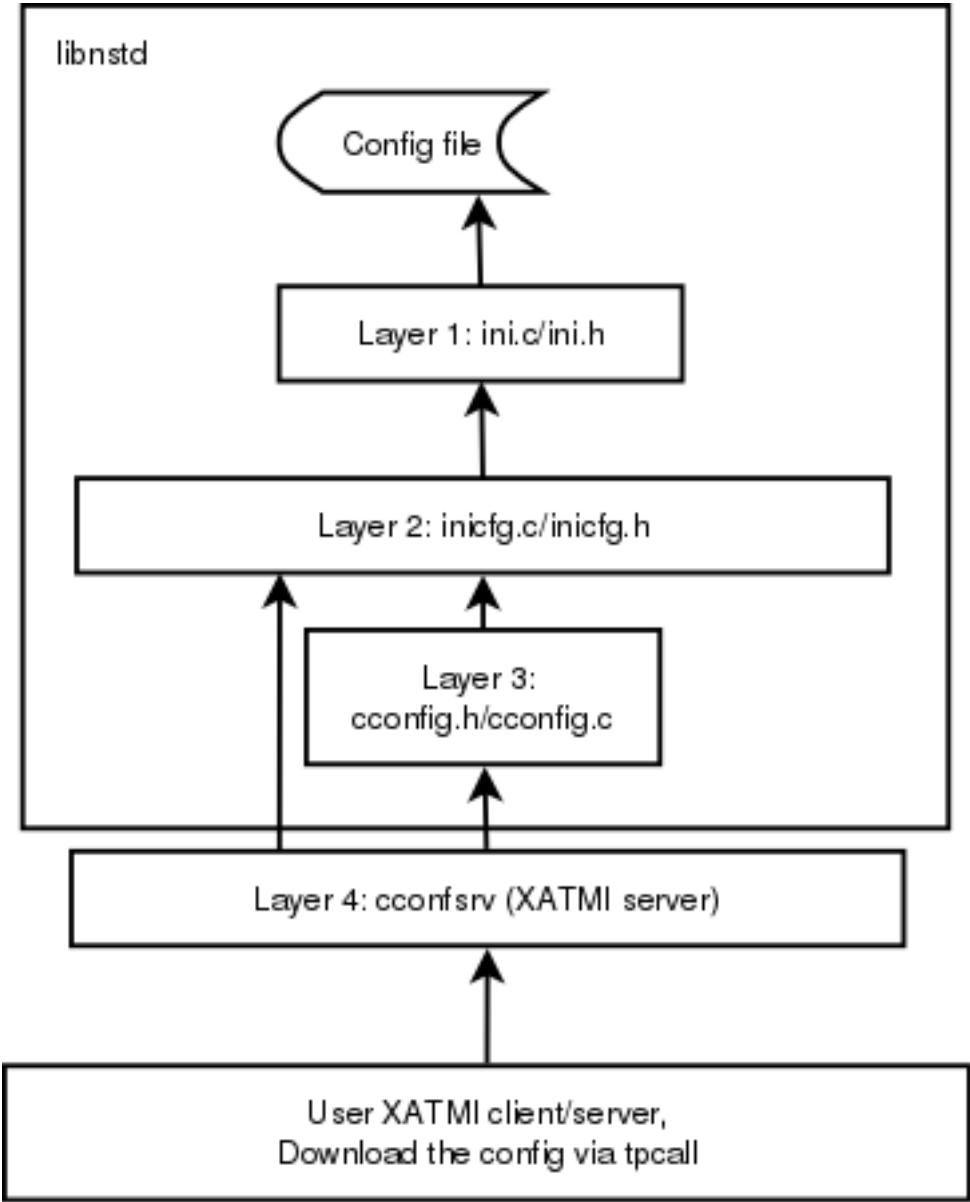 libnstd
Config file
Layer 1: ini.c/ini.h
Layer 2: inicfg.c/inicfg.h
Layer 3:
cconfig.h/cconfig.c
Layer 4: cconfsrv (XATMI server)
User XATMI client/server,
Download the config via tpcall